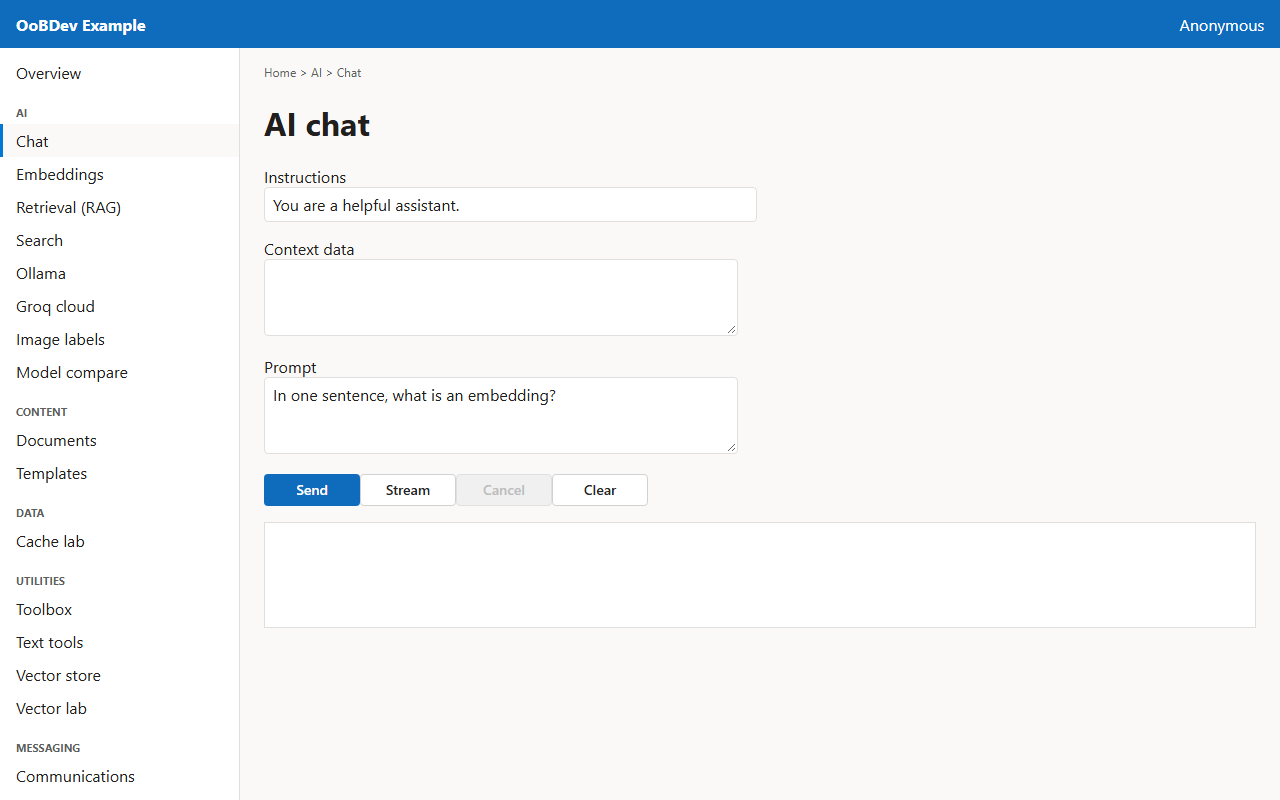 OoBDev Example
Anonymous
Overview
AI
Chat
Embeddings
Retrieval (RAG)
Search
Ollama
Groq cloud
Image labels
Model compare
CONTENT
Documents
Templates
DATA
Cache lab
UTILITIES
Toolbox
Text tools
Vector store
Vector lab
MESSAGING
Communications
Home > AI > Chat
AI chat
Instructions
You are a helpful assistant.
Context data
Prompt
In one sentence, what is an embedding?
Send Stream Cancel Clear